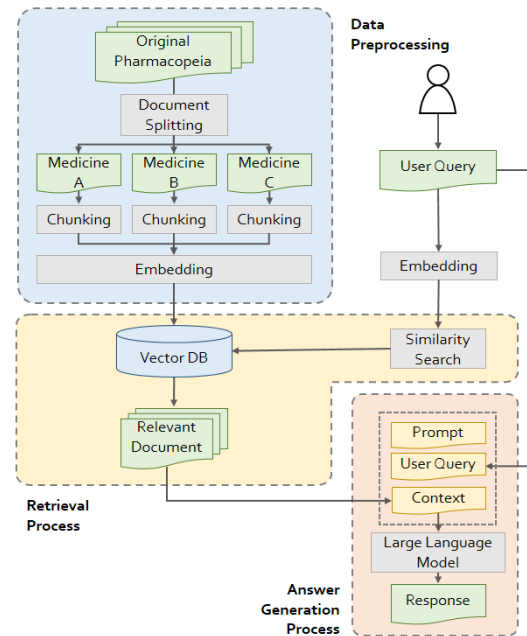 Original
Pharmacopeia
Data
Preprocessing
Document
Splitting
Medicine
A
Medicine
B
Medicine
C
User Query
Chunking
Chunking
Chunking
Embedding
Embedding
Vector DB
Similarity
Search
Relevant
Document
Prompt
User Query
Context
Retrieval
Process
Large Language
Model
Answer
Generation
Process
Response